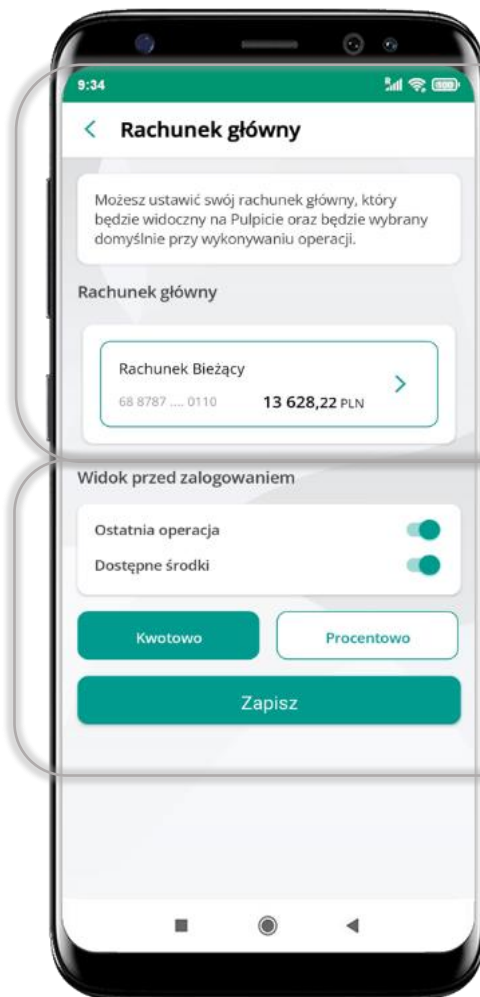 9:34
Rachunek główny
Możesz ustawić swój rachunek główny, który
będzie widoczny na Pulpicie oraz będzie wybrany
domyślnie przy wykonywaniu operacji.
Rachunek główny
Rachunek Bieżący
68 8787 .... 0110 13 628,22 PLN
Widok przed zalogowaniem
Ostatnia operacja
Dostępne środki
Kwotowo Procentowo
Zapisz